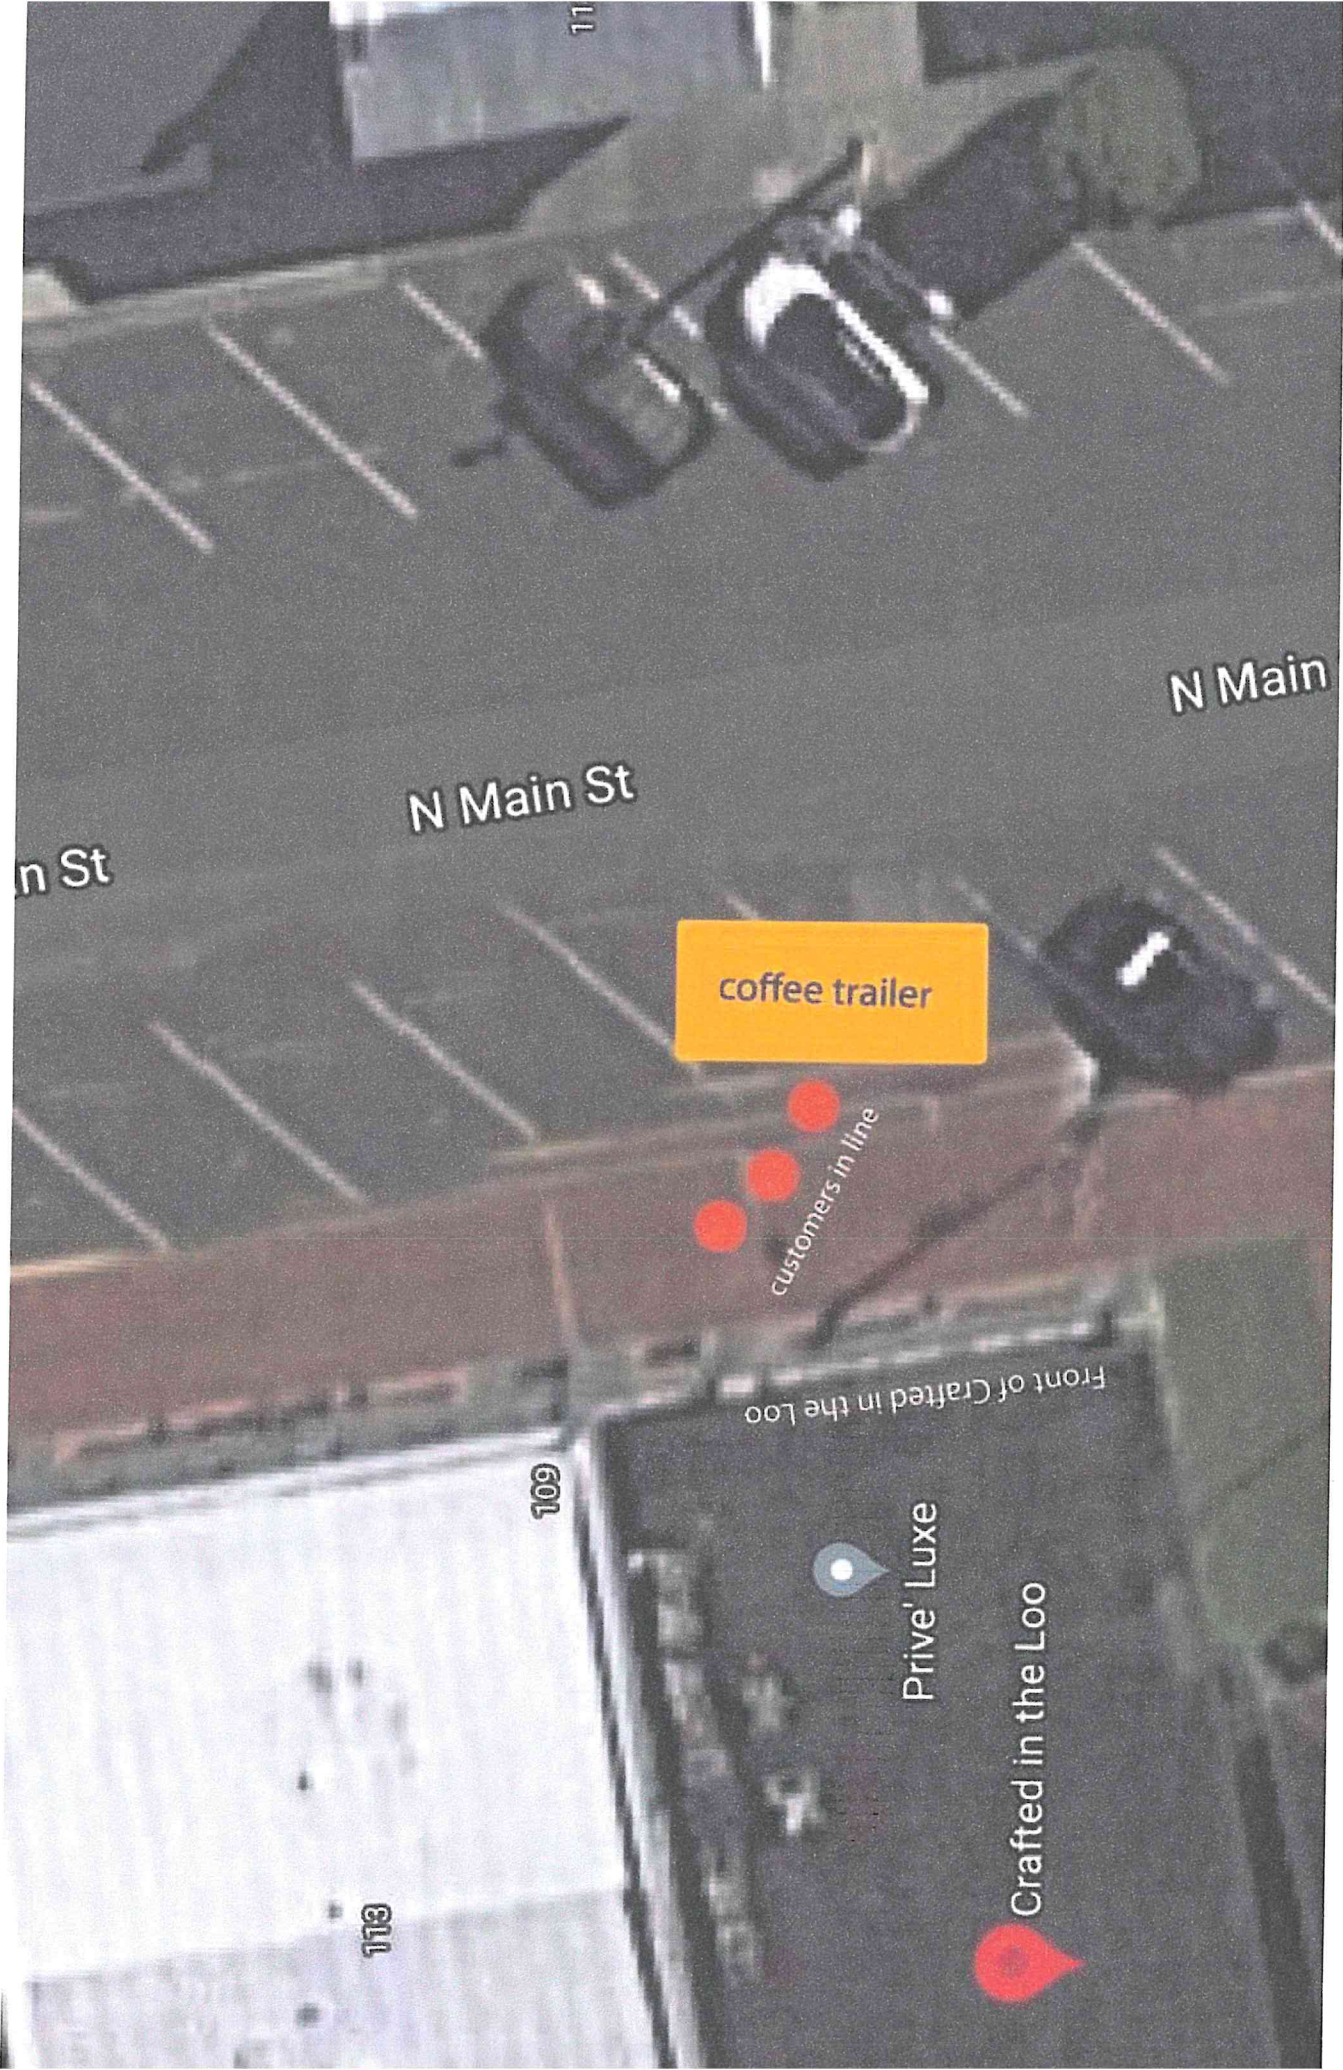 11
N Main
N Main St
n St
coffee trailer
customers in line
Front of Crafted in the Loo
109
Prive' Luxe
Crafted in the Loo
113